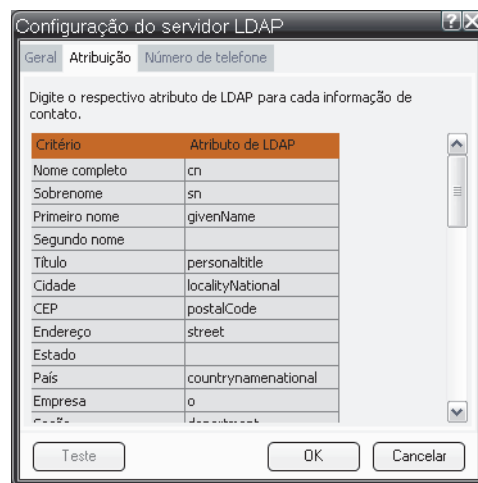 Configuração do servidor LDAP
Geral Atribuição Número de telefone
Digite o respectivo atributo de LDAP para cada informação de
contato.
Critério Atributo de LDAP
Nome completo cn
Sobrenome sn
Primeiro nome givenName
Segundo nome
Título personaltitle
Cidade localityNational
CEP postalCode
Endereço street
Estado
País countrynamenational
Empresa o
Teste OK Cancelar